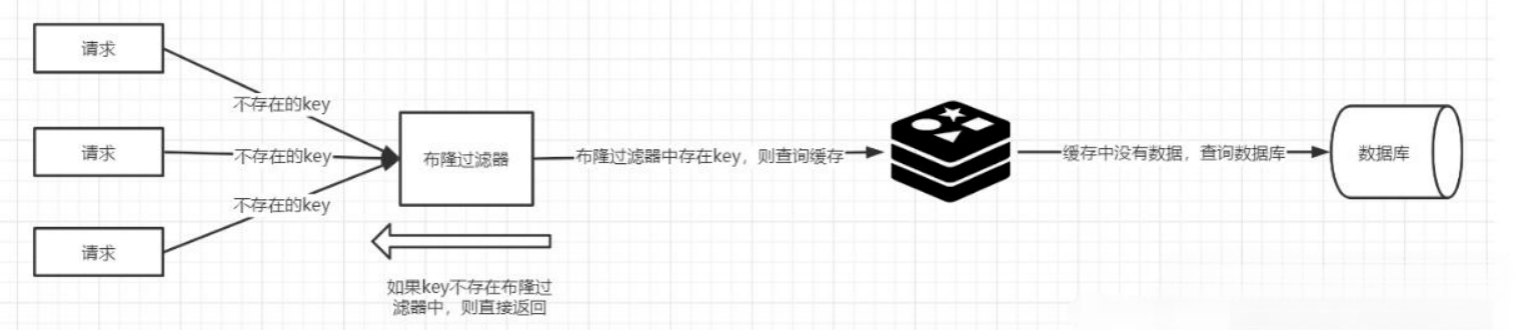 请求
不存在的key
请求
不存在的key
请求
不存在的key
布隆过滤器
布隆过滤器中存在key，则查询缓存
缓存中没有数据，查询数据库
数据库
如果key不存在布隆过
滤器中，则直接返回